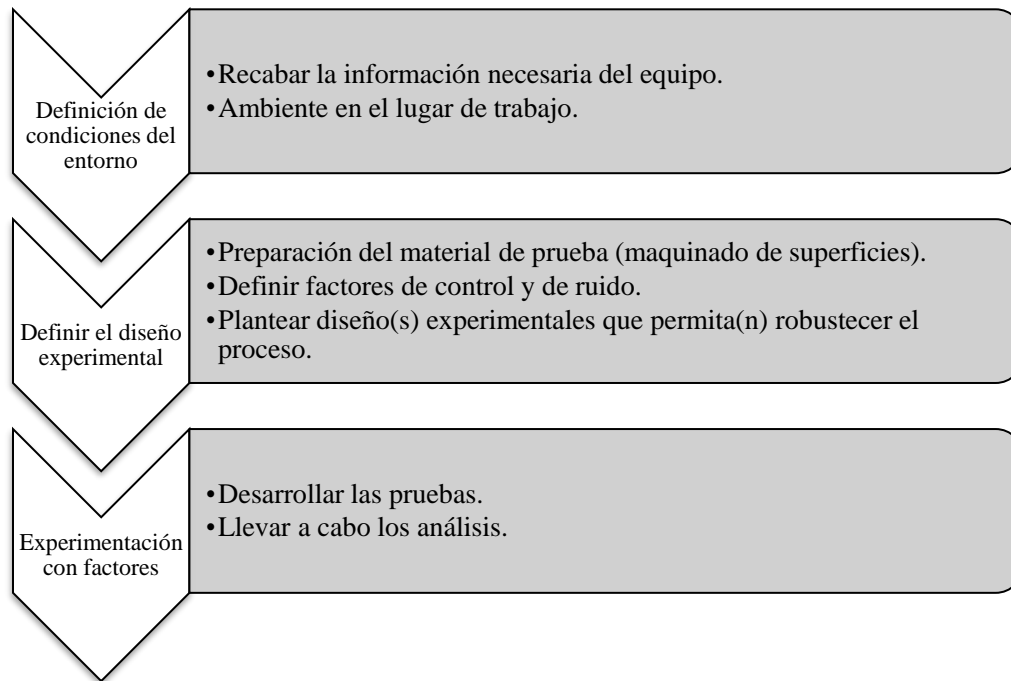 Definición de
condiciones del
entorno
•Recabar la información necesaria del equipo.
•Ambiente en el lugar de trabajo.
Definir el diseño
experimental
•Preparación del material de prueba (maquinado de superficies).
•Definir factores de control y de ruido.
•Plantear diseño(s) experimentales que permita(n) robustecer el
proceso.
Experimentación
con factores
•Desarrollar las pruebas.
•Llevar a cabo los análisis.